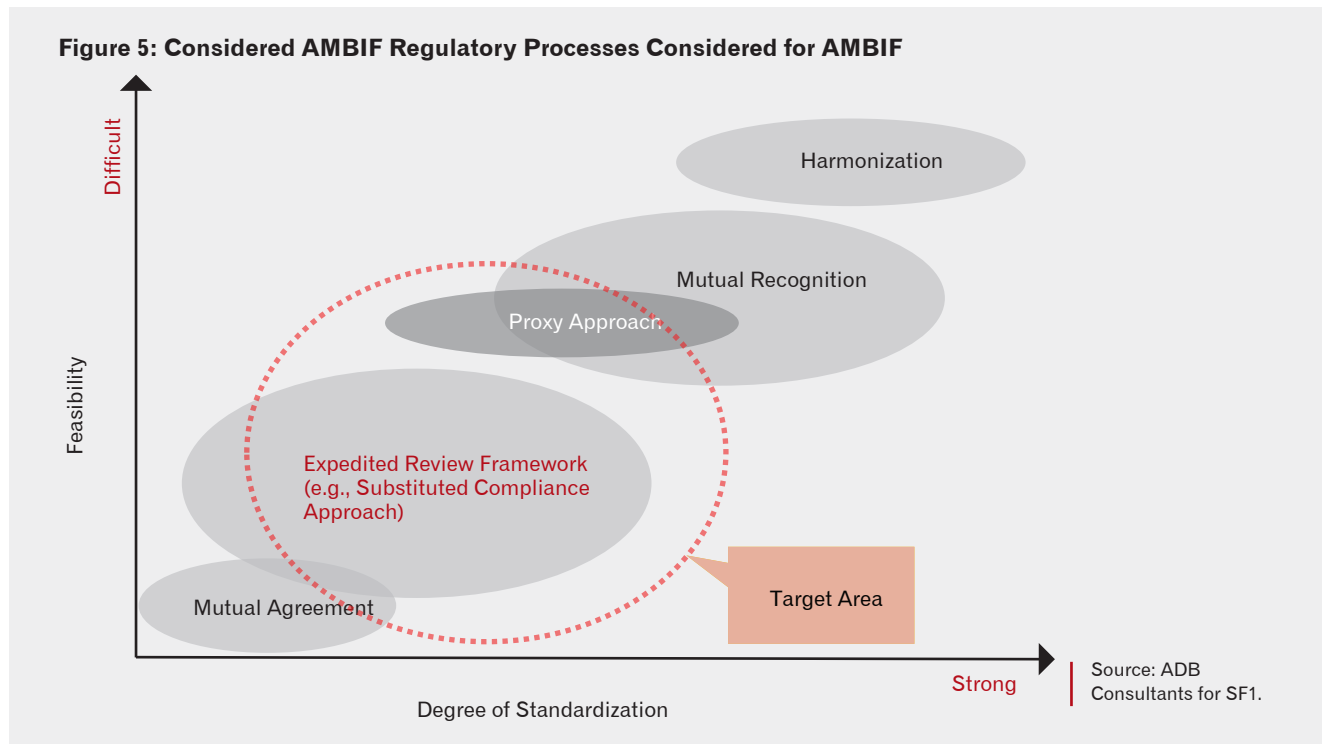 Figure 5: Considered AMBIF Regulatory Processes Considered for AMBIF
Difficult
Harmonization
Mutual Recognition
Proxy Approach
Feasibility
Expedited Review Framework
(e.g., Substituted Compliance
Approach)
Mutual Agreement
Target Area
Strong
Degree of Standardization
Source: ADB
Consultants for SF1.